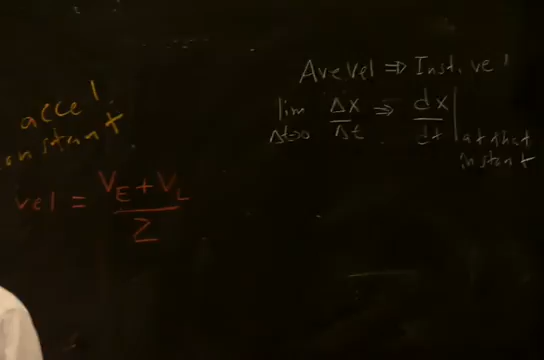 accel.
constant
vel = (V_E + V_L) / 2
Ave vel ⇒ Inst. vel
lim Δt→0 Δx/Δt ⇒ dx/dt | at that
instant